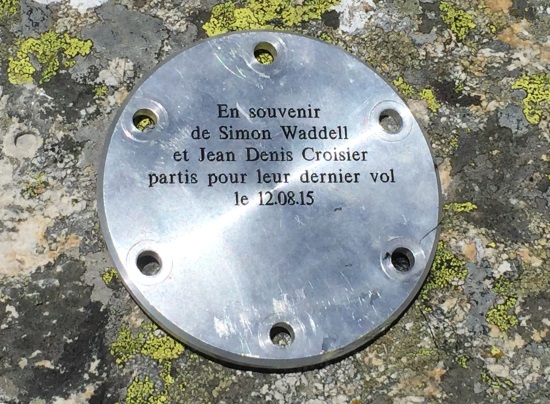 En souvenir
de Simon Waddell
et Jean Denis Croisier
partis pour leur dernier vol
le 12.08.15